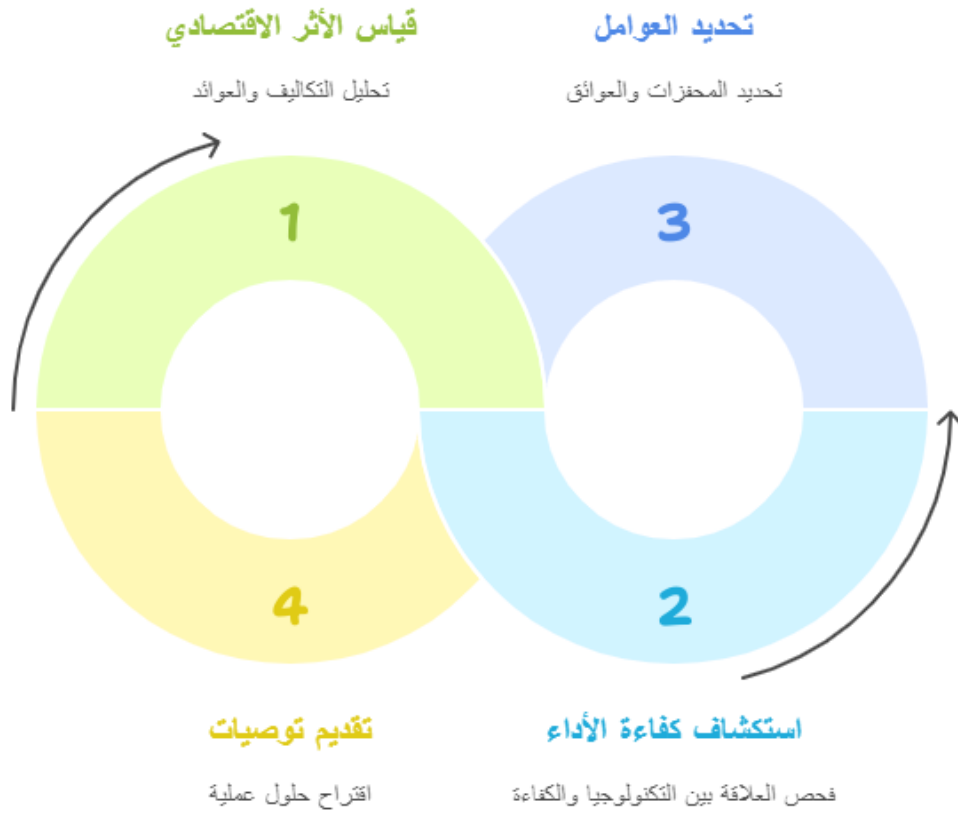 قياس الأثر الاقتصادي
تحليل التكاليف والعوائد
1
تحديد العوامل
تحديد المحفزات والعوائق
3
4
تقديم توصيات
اقتراح حلول عملية
2
استكشاف كفاءة الأداء
فحص العلاقة بين التكنولوجيا والكفاءة